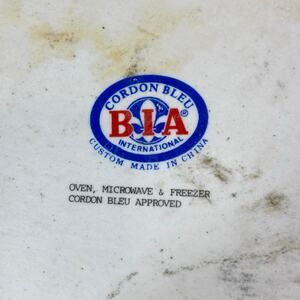 CORDON BLEU
BIA®
INTERNATIONAL
CUSTOM MADE IN CHINA
OVEN, MICROWAVE & FREEZER
CORDON BLEU APPROVED